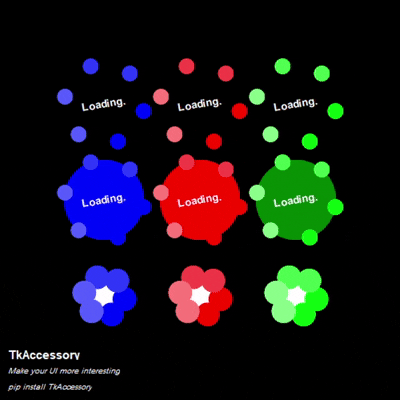 Loading. Loading. Loading.
Loading. Loading. Loading.
TkAccessory
Make your UI more interesting
pip install TkAccessory